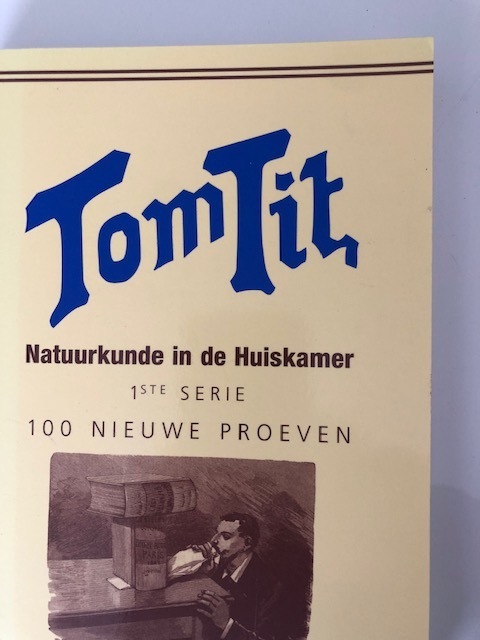 Tom Tit,
Natuurkunde in de Huiskamer
1STE SERIE
100 NIEUWE PROEVEN